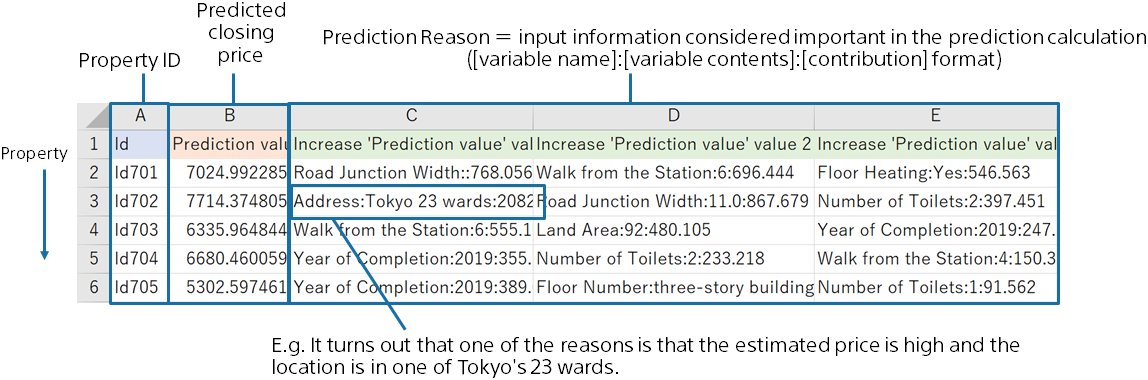 Property ID
Predicted
closing
price
Prediction Reason = input information considered important in the prediction calculation
([variable name]:[variable contents]:[contribution] format)
Property
A B C D E
1 Id Prediction valu Increase 'Prediction value' val Increase 'Prediction value' value 2 Increase 'Prediction value' val
2 Id701 7024.992285 Road Junction Width::768.056 Walk from the Station:6:696.444 Floor Heating:Yes:546.563
3 Id702 7714.374805 Address:Tokyo 23 wards:2082 Road Junction Width:11.0:867.679 Number of Toilets:2:397.451
4 Id703 6335.964844 Walk from the Station:6:555.1 Land Area:92:480.105 Year of Completion:2019:247.
5 Id704 6680.460059 Year of Completion:2019:355. Number of Toilets:2:233.218 Walk from the Station:4:150.3
6 Id705 5302.597461 Year of Completion:2019:389. Floor Number:three-story building Number of Toilets:1:91.562
E.g. It turns out that one of the reasons is that the estimated price is high and the
location is in one of Tokyo's 23 wards.